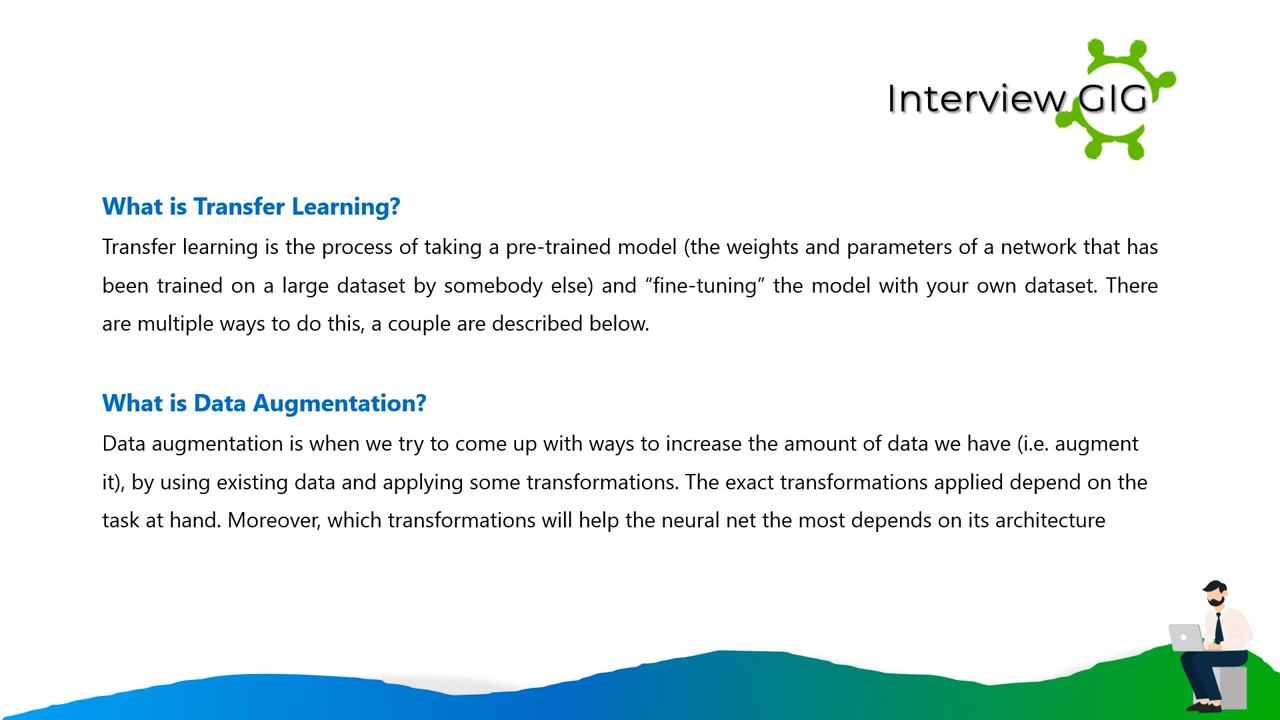 Interview GIG
What is Transfer Learning?
Transfer learning is the process of taking a pre-trained model (the weights and parameters of a network that has
been trained on a large dataset by somebody else) and “fine-tuning” the model with your own dataset. There
are multiple ways to do this, a couple are described below.
What is Data Augmentation?
Data augmentation is when we try to come up with ways to increase the amount of data we have (i.e. augment
it), by using existing data and applying some transformations. The exact transformations applied depend on the
task at hand. Moreover, which transformations will help the neural net the most depends on its architecture